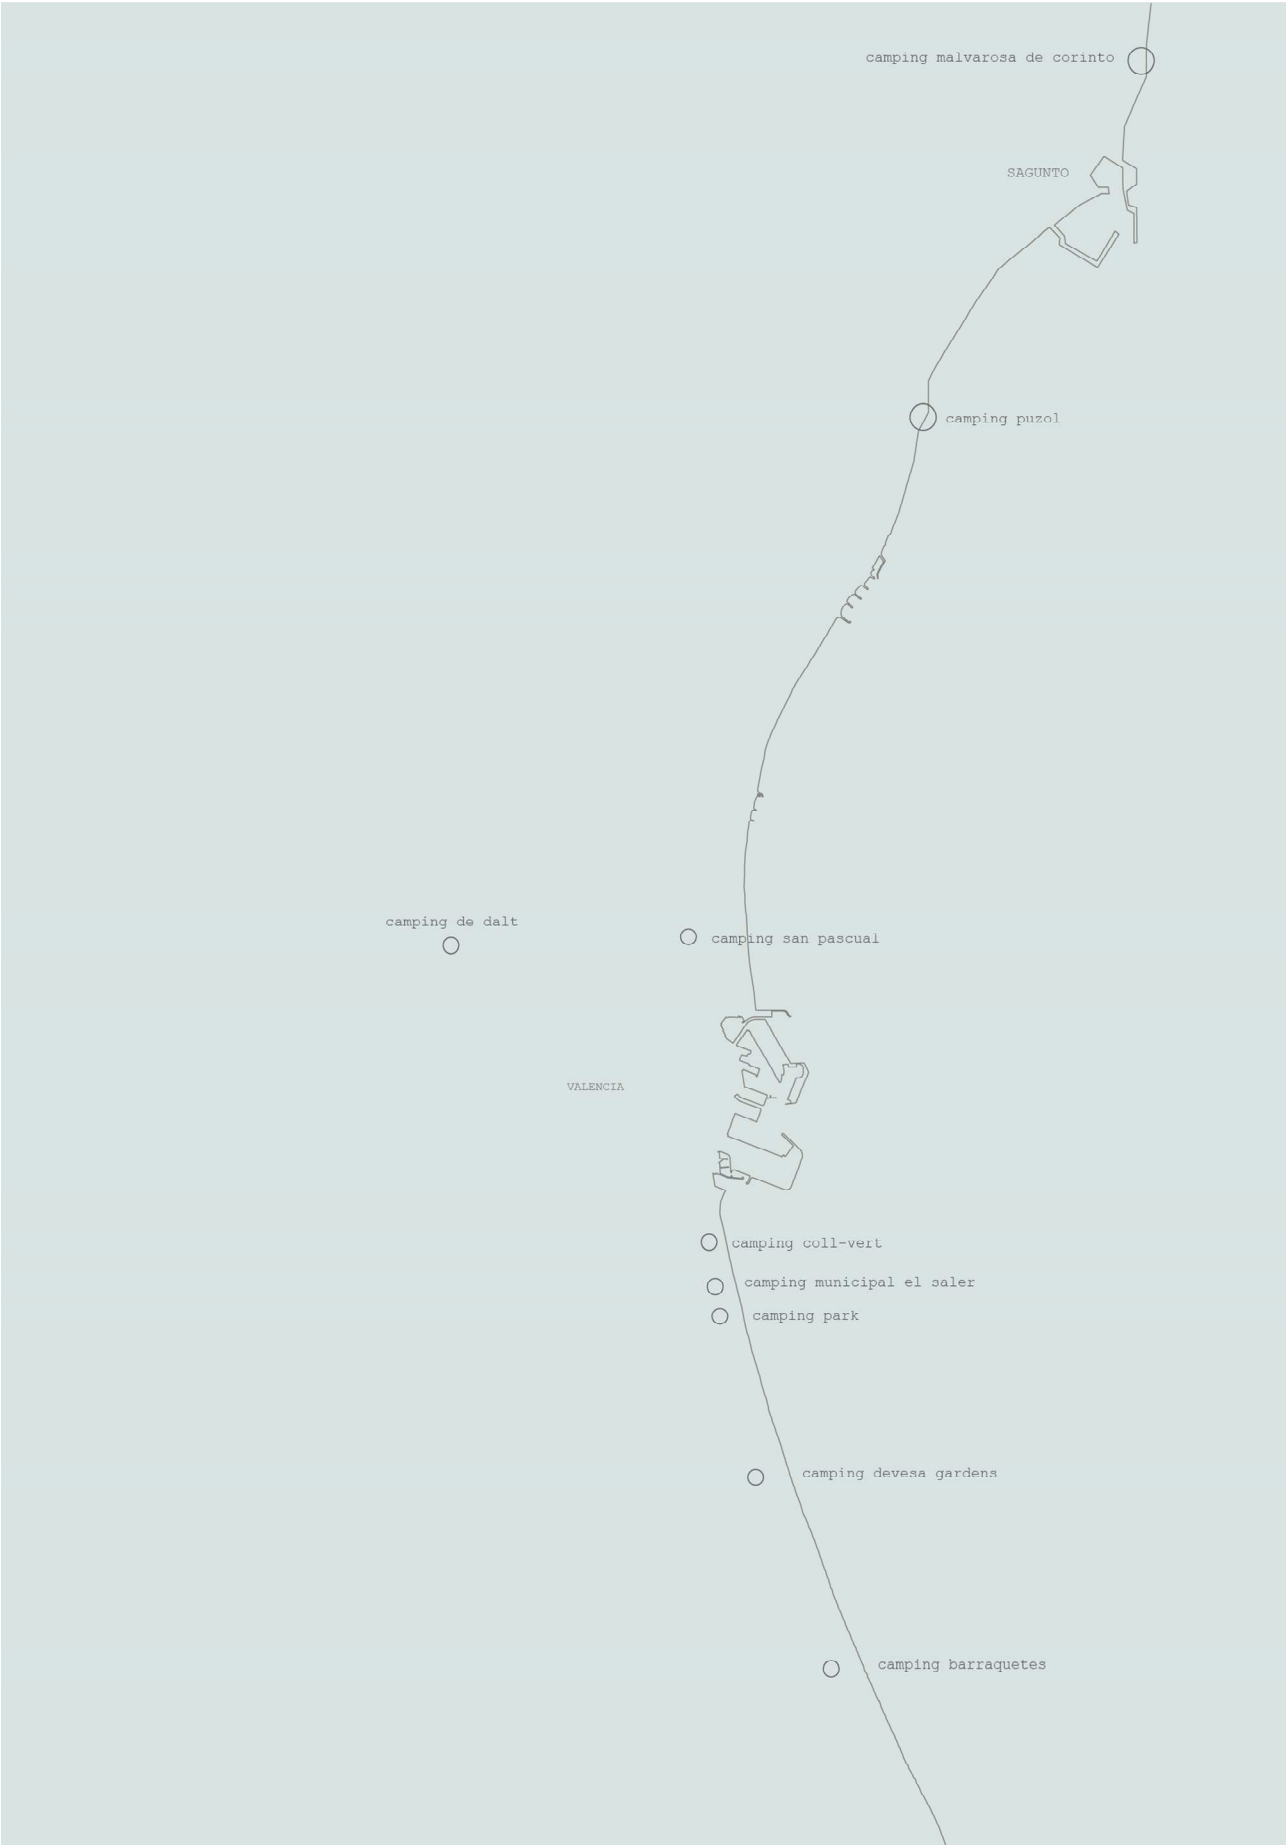 camping malvarosa de corinto
SAGUNTO
camping puzol
camping de dalt
camping san pascual
VALENCIA
camping coll-vert
camping municipal el saler
camping park
camping devesa gardens
camping barraquetes